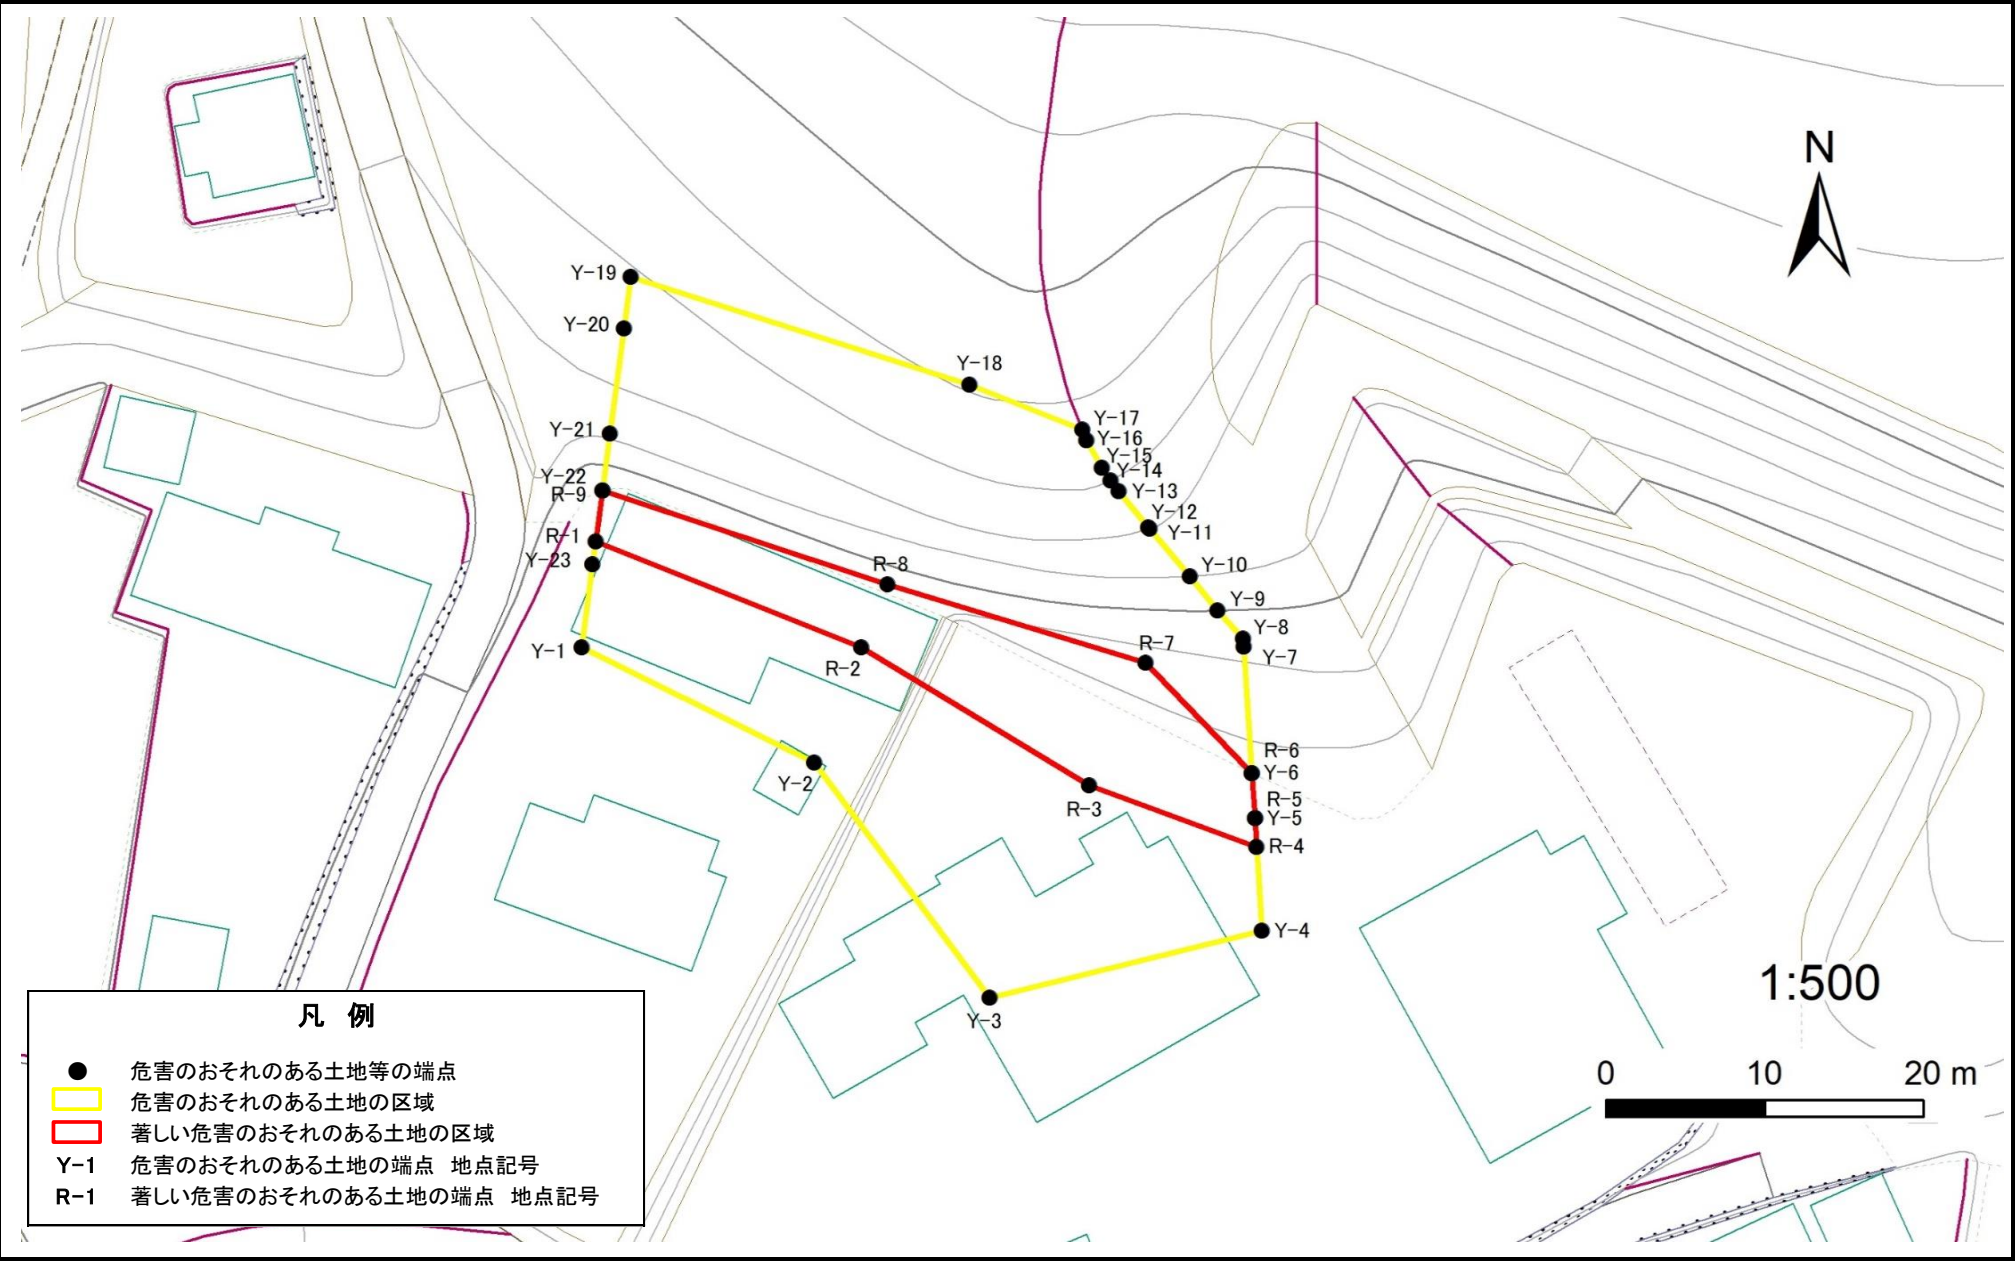 N
Y-19
Y-20
Y-18
Y-17
Y-16
Y-21
Y-15
Y-14
Y-22
Y-13
R-9
Y-12
R-1
Y-11
Y-23
R-8
Y-10
Y-9
Y-8
Y-1
R-7
Y-7
R-2
R-6
Y-2
Y-6
R-5
R-3
Y-5
R-4
Y-4
Y-3
1:500
0 10 20 m
凡 例
危害のおそれのある土地等の端点
危害のおそれのある土地の区域
著しい危害のおそれのある土地の区域
Y-1 危害のおそれのある土地の端点 地点記号
R-1 著しい危害のおそれのある土地の端点 地点記号